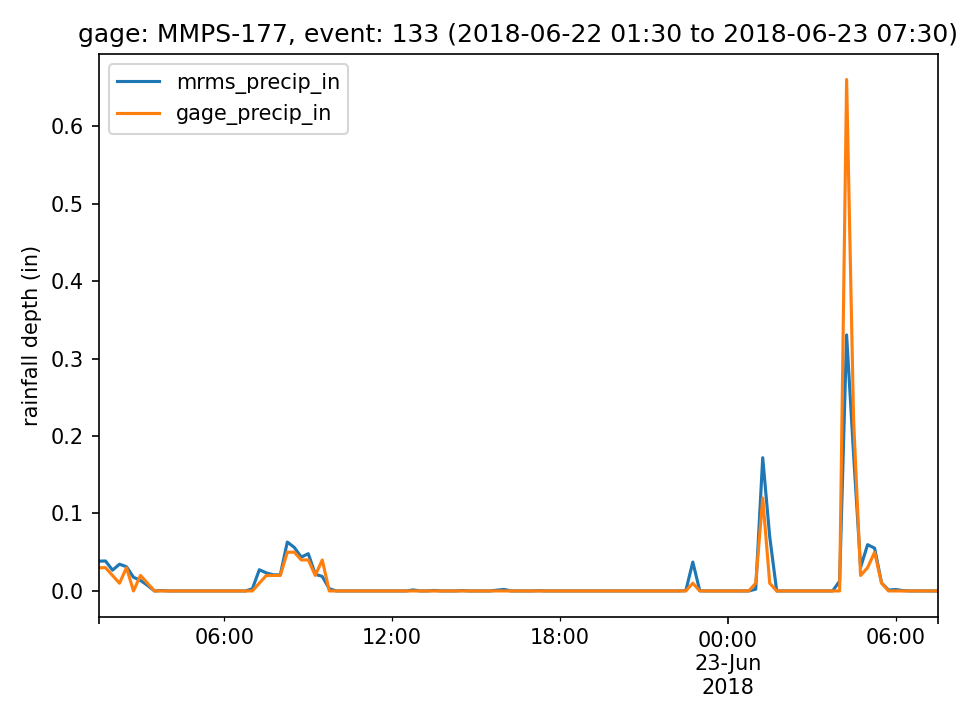 gage: MMPS-177, event: 133 (2018-06-22 01:30 to 2018-06-23 07:30)
mrms_precip_in
gage_precip_in
rainfall depth (in)
0.6
0.5
0.4
0.3
0.2
0.1
0.0
06:00
12:00
18:00
00:00
23-Jun
2018
06:00